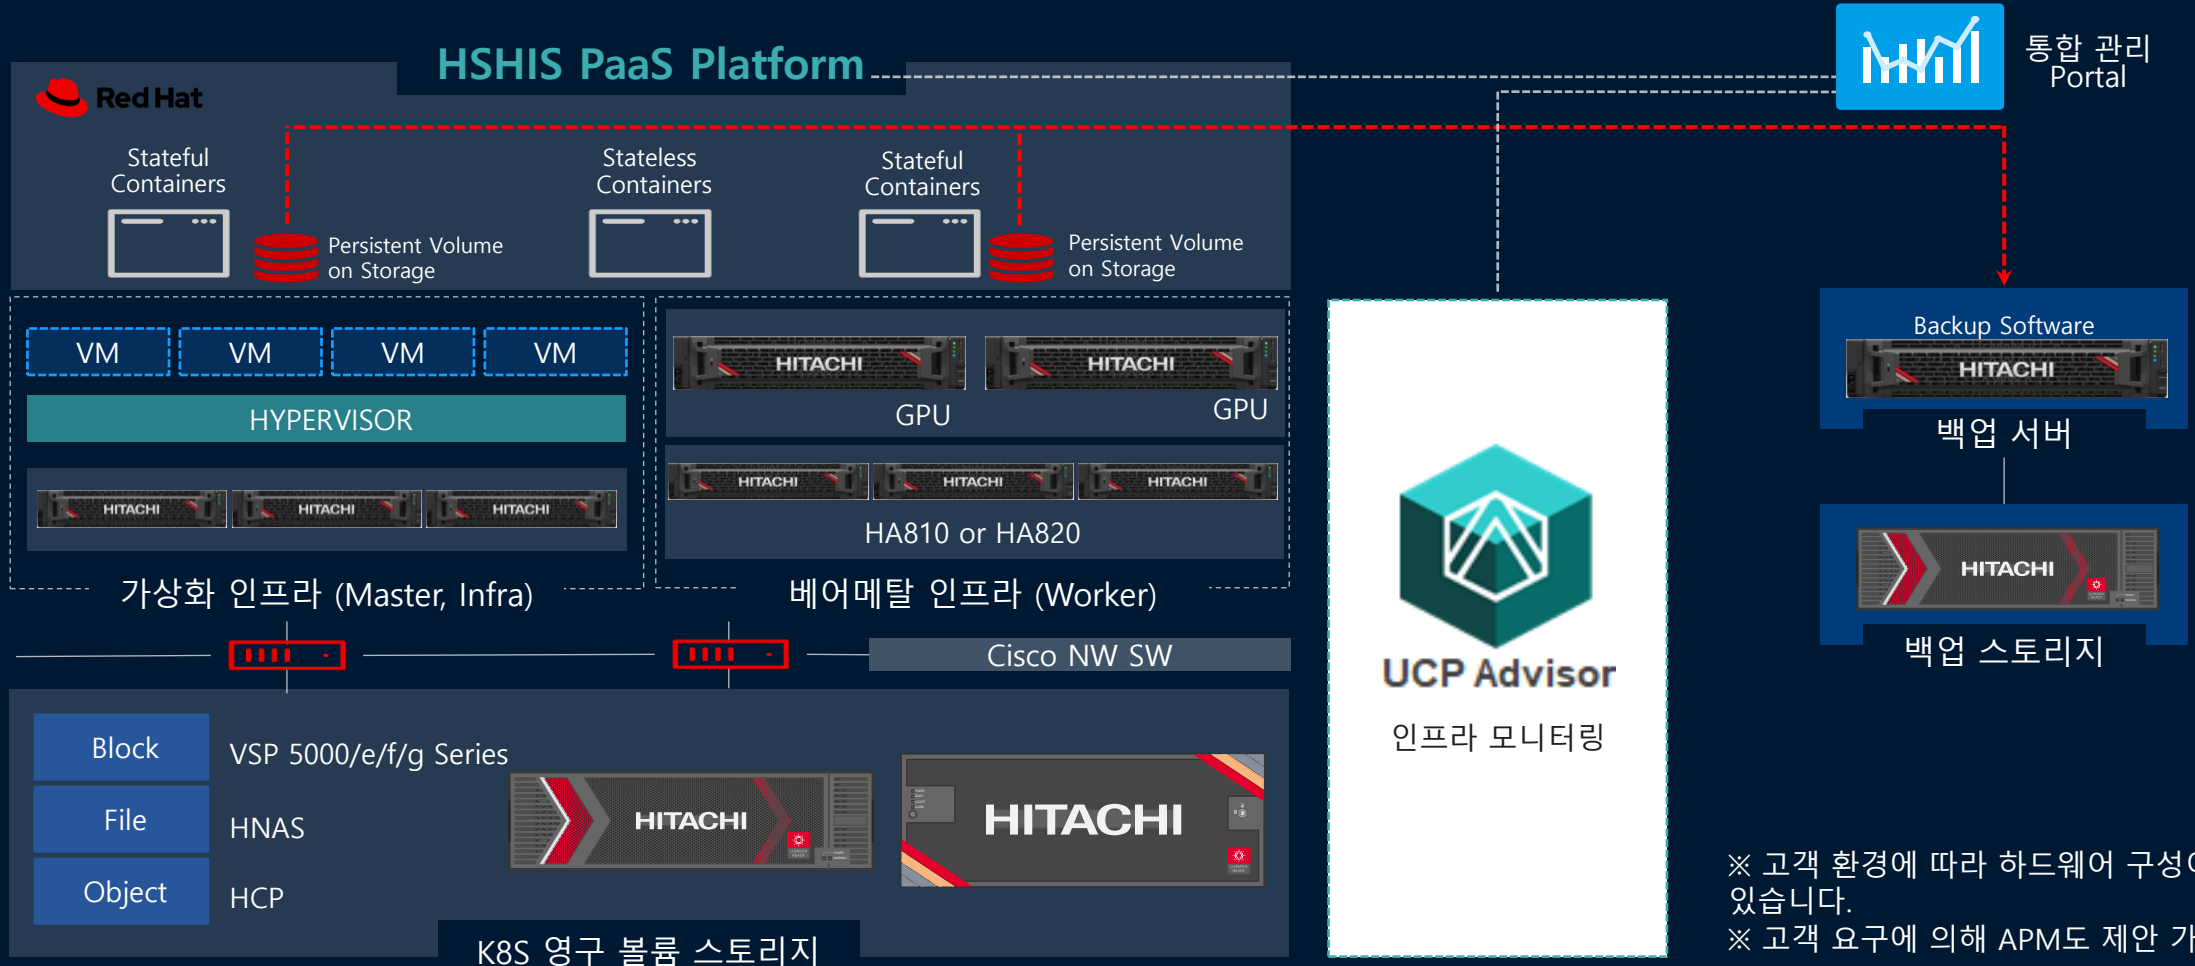 HSHIS PaaS Platform
통합 관리
Portal
Red Hat
Stateful
Containers
Stateless
Containers
Stateful
Containers
Persistent Volume
on Storage
Persistent Volume
on Storage
VM
VM
VM
VM
HYPERVISOR
HITACHI
HITACHI
HITACHI
가상화 인프라 (Master, Infra)
HITACHI
HITACHI
GPU
GPU
HITACHI
HITACHI
HITACHI
HA810 or HA820
베어메탈 인프라 (Worker)
Cisco NW SW
Block
VSP 5000/e/f/g Series
File
HNAS
Object
HCP
HITACHI
HITACHI
K8S 영구 볼륨 스토리지
UCP Advisor
인프라 모니터링
Backup Software
HITACHI
백업 서버
HITACHI
백업 스토리지
※ 고객 환경에 따라 하드웨어 구성이
있습니다.
※ 고객 요구에 의해 APM도 제안 가